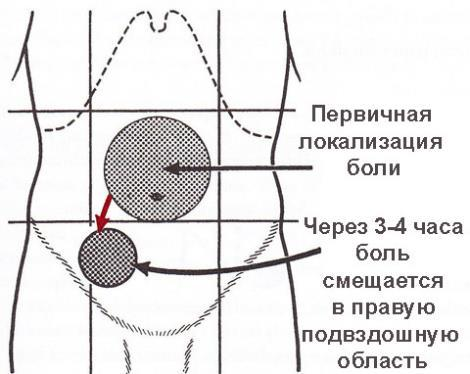 Первичная
локализация
боли
Через 3-4 часа
боль
смещается
в правую
подвздошную
область